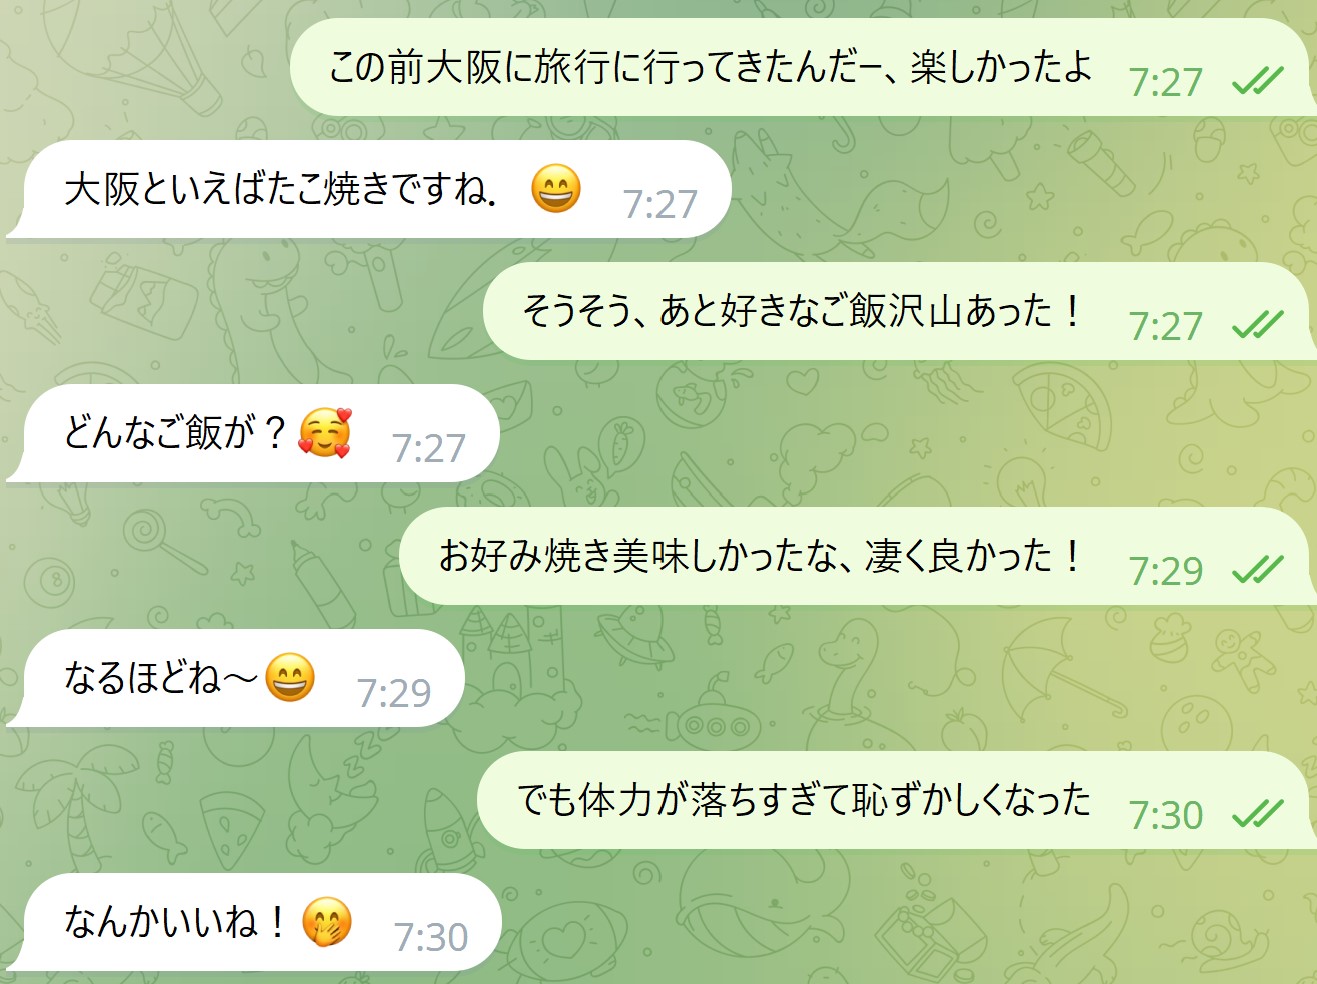 この前大阪に旅行に行ってきたんだー、楽しかったよ 7:27
大阪といえばたこ焼きですね． 😄 7:27
そうそう、あと好きなご飯沢山あった！ 7:27
どんなご飯が？🥰 7:27
お好み焼き美味しかったな、凄く良かった！ 7:29
なるほどね～😄 7:29
でも体力が落ちすぎて恥ずかしくなった 7:30
なんかいいね！🤭 7:30